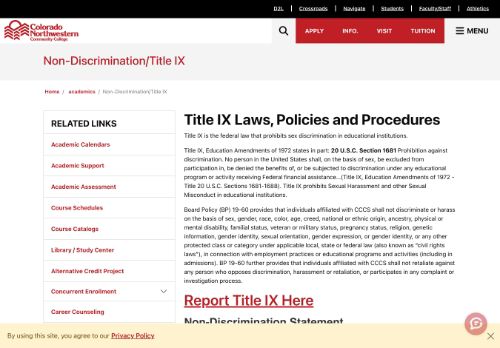 D2L | Crossroads | Navigate | Students | Faculty/Staff | Athletics
Colorado
Northwestern
Community College
APPLY INFO. VISIT TUITION MENU
Non-Discrimination/Title IX
Home / academics / Non-Discrimination/Title IX
RELATED LINKS
Academic Calendars
Academic Support
Academic Assessment
Course Schedules
Course Catalogs
Library / Study Center
Alternative Credit Project
Concurrent Enrollment
Career Counseling
Title IX Laws, Policies and Procedures
Title IX is the federal law that prohibits sex discrimination in educational institutions.
Title IX, Education Amendments of 1972 states in part: 20 U.S.C. Section 1681 Prohibition against
discrimination. No person in the United States shall, on the basis of sex, be excluded from
participation in, be denied the benefits of, or be subjected to discrimination under any educational
program or activity receiving Federal financial assistance...(Title IX, Education Amendments of 1972 -
Title 20 U.S.C. Sections 1681-1688). Title IX prohibits Sexual Harassment and other Sexual
Misconduct in educational institutions.
Board Policy (BP) 19-60 provides that individuals affiliated with CCCS shall not discriminate or harass
on the basis of sex, gender, race, color, age, creed, national or ethnic origin, ancestry, physical or
mental disability, familial status, veteran or military status, pregnancy status, religion, genetic
information, gender identity, sexual orientation, gender expression, or gender identity, or any other
protected class or category under applicable local, state or federal law (also known as "civil rights
laws"), in connection with employment practices or educational programs and activities (including in
admissions). BP 19-60 further provides that individuals affiliated with CCCS shall not retaliate against
any person who opposes discrimination, harassment or retaliation, or participates in any complaint or
investigation process.
Report Title IX Here
Non-Discrimination Statement
By using this site, you agree to our Privacy Policy